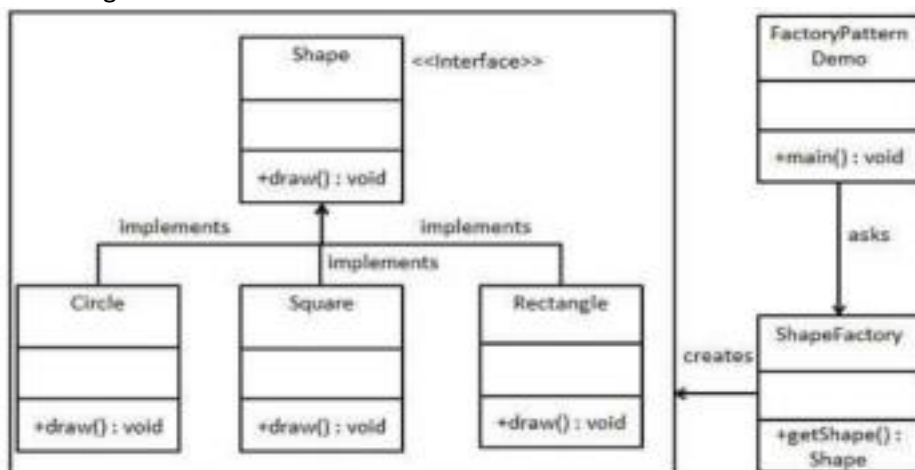 Shape
<<Interface>>
+draw() : void
FactoryPattern
Demo
+main() : void
implements
implements
implements
asks
Circle
+draw() : void
Square
+draw() : void
Rectangle
+draw() : void
creates
ShapeFactory
+getShape() :
Shape